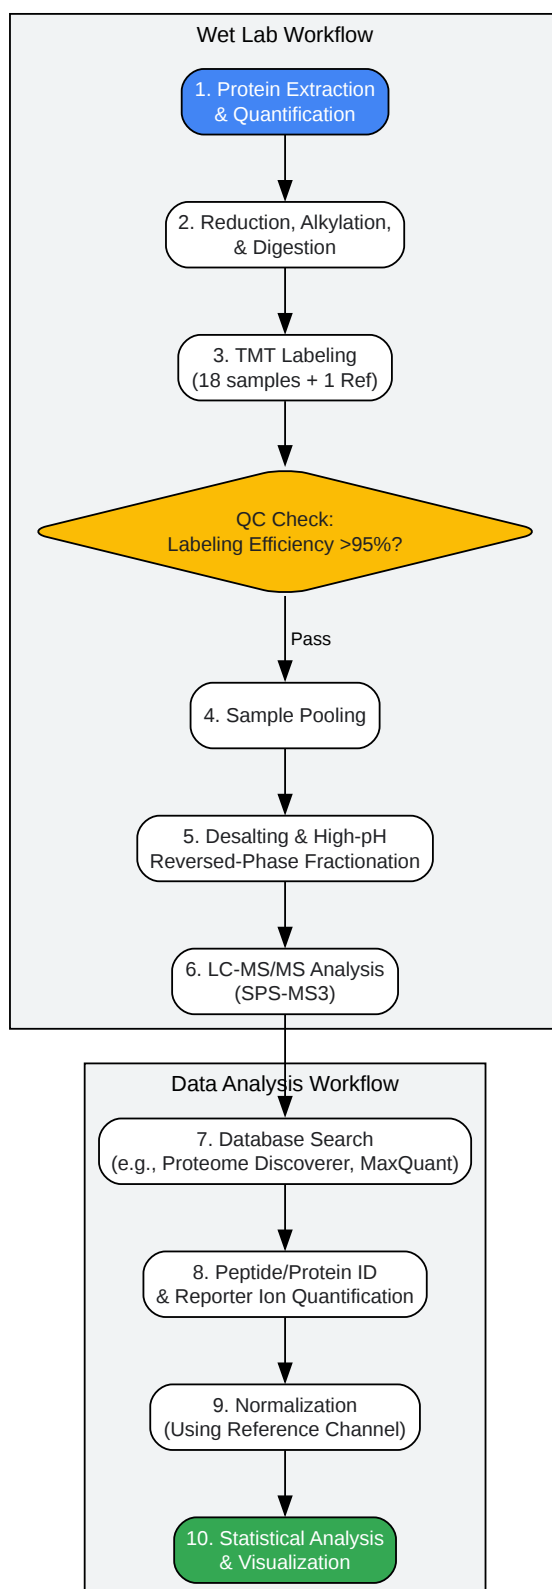 Wet Lab Workflow
1. Protein Extraction
& Quantification
2. Reduction, Alkylation,
& Digestion
3. TMT Labeling
(18 samples + 1 Ref)
QC Check:
Labeling Efficiency >95%?
Pass
4. Sample Pooling
5. Desalting & High-pH
Reversed-Phase Fractionation
6. LC-MS/MS Analysis
(SPS-MS3)
Data Analysis Workflow
7. Database Search
(e.g., Proteome Discoverer, MaxQuant)
8. Peptide/Protein ID
& Reporter Ion Quantification
9. Normalization
(Using Reference Channel)
10. Statistical Analysis
& Visualization